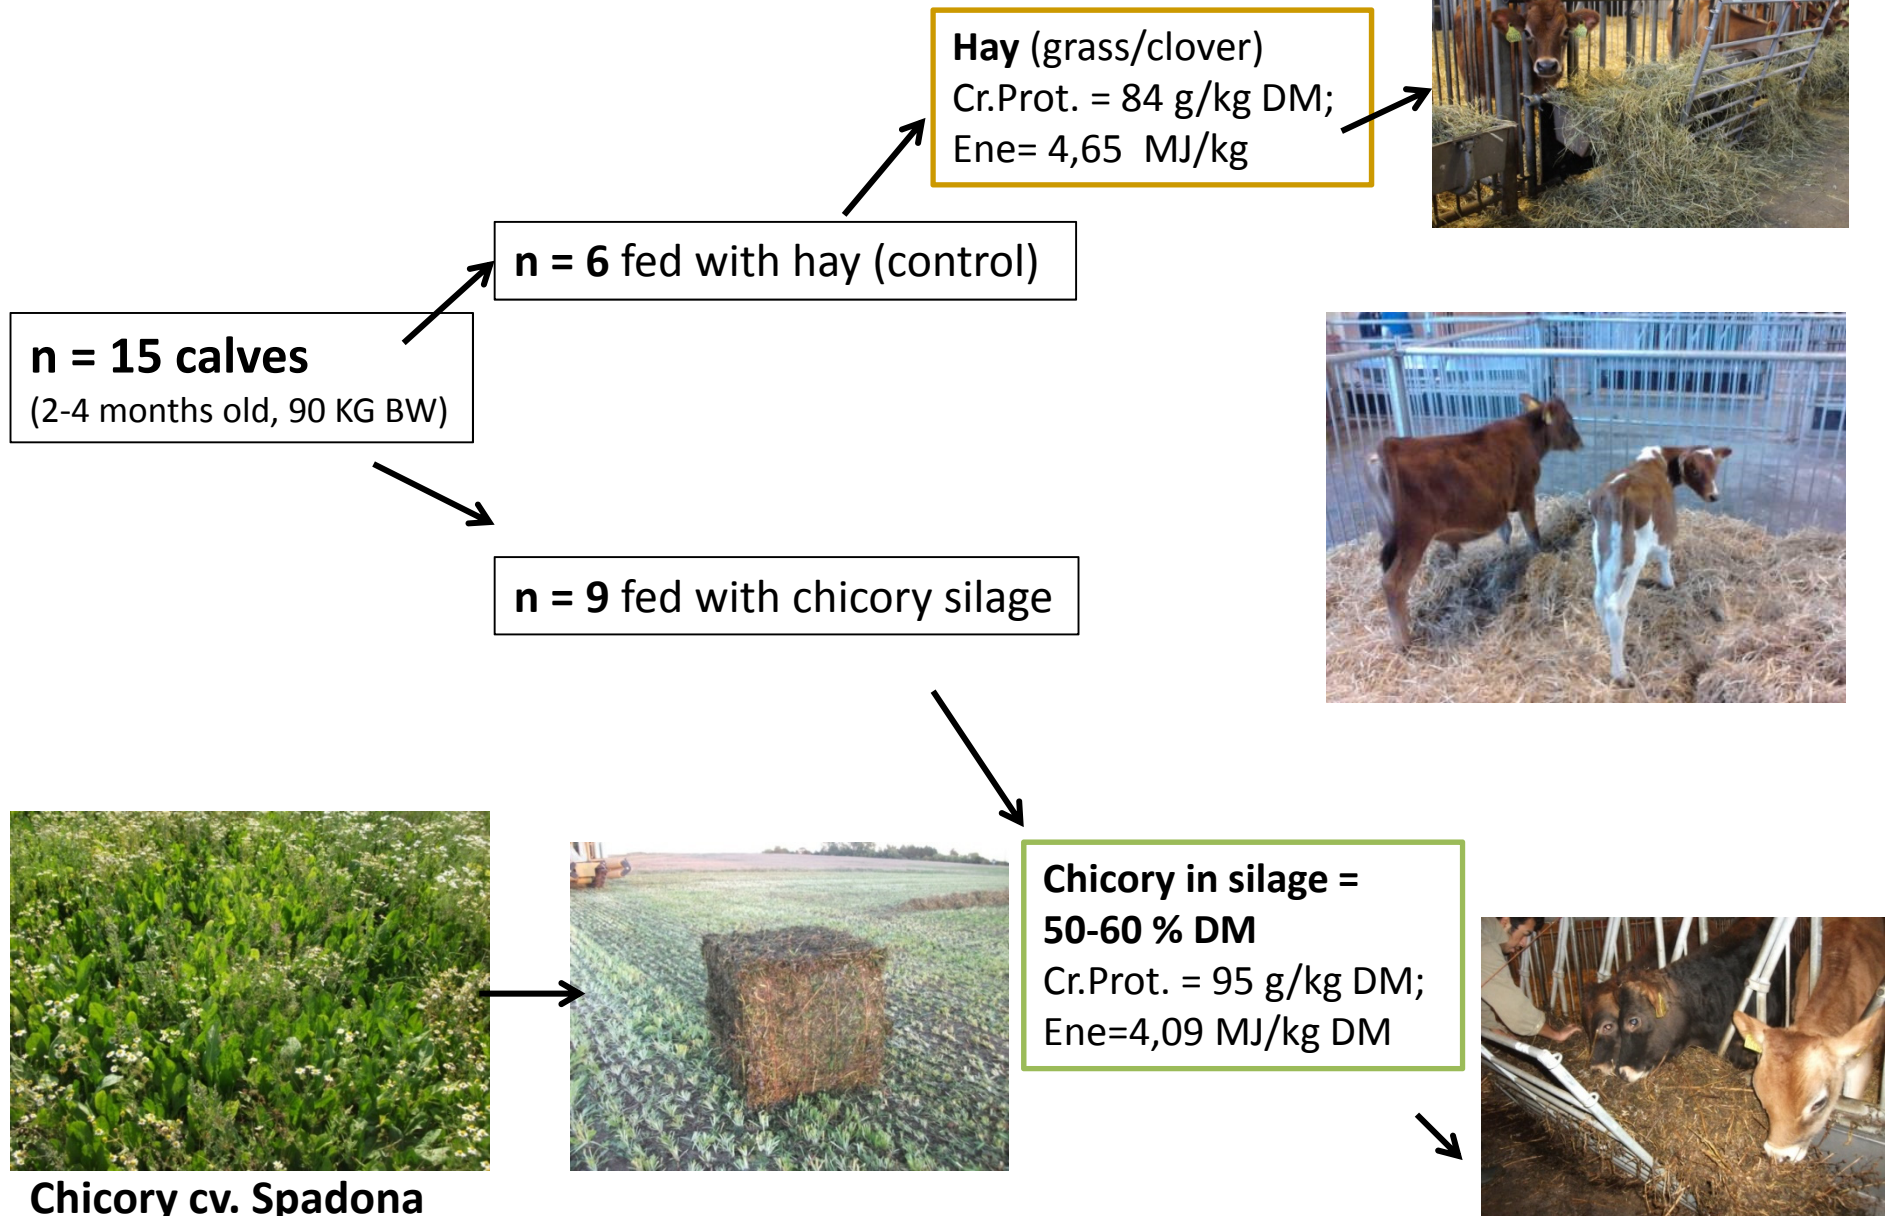 Hay (grass/clover)
Cr.Prot. = 84 g/kg DM;
Ene= 4,65 MJ/kg
n = 6 fed with hay (control)
n = 15 calves
(2-4 months old, 90 KG BW)
n = 9 fed with chicory silage
Chicory in silage =
50-60 % DM
Cr.Prot. = 95 g/kg DM;
Ene=4,09 MJ/kg DM
Chicory cv. Spadona